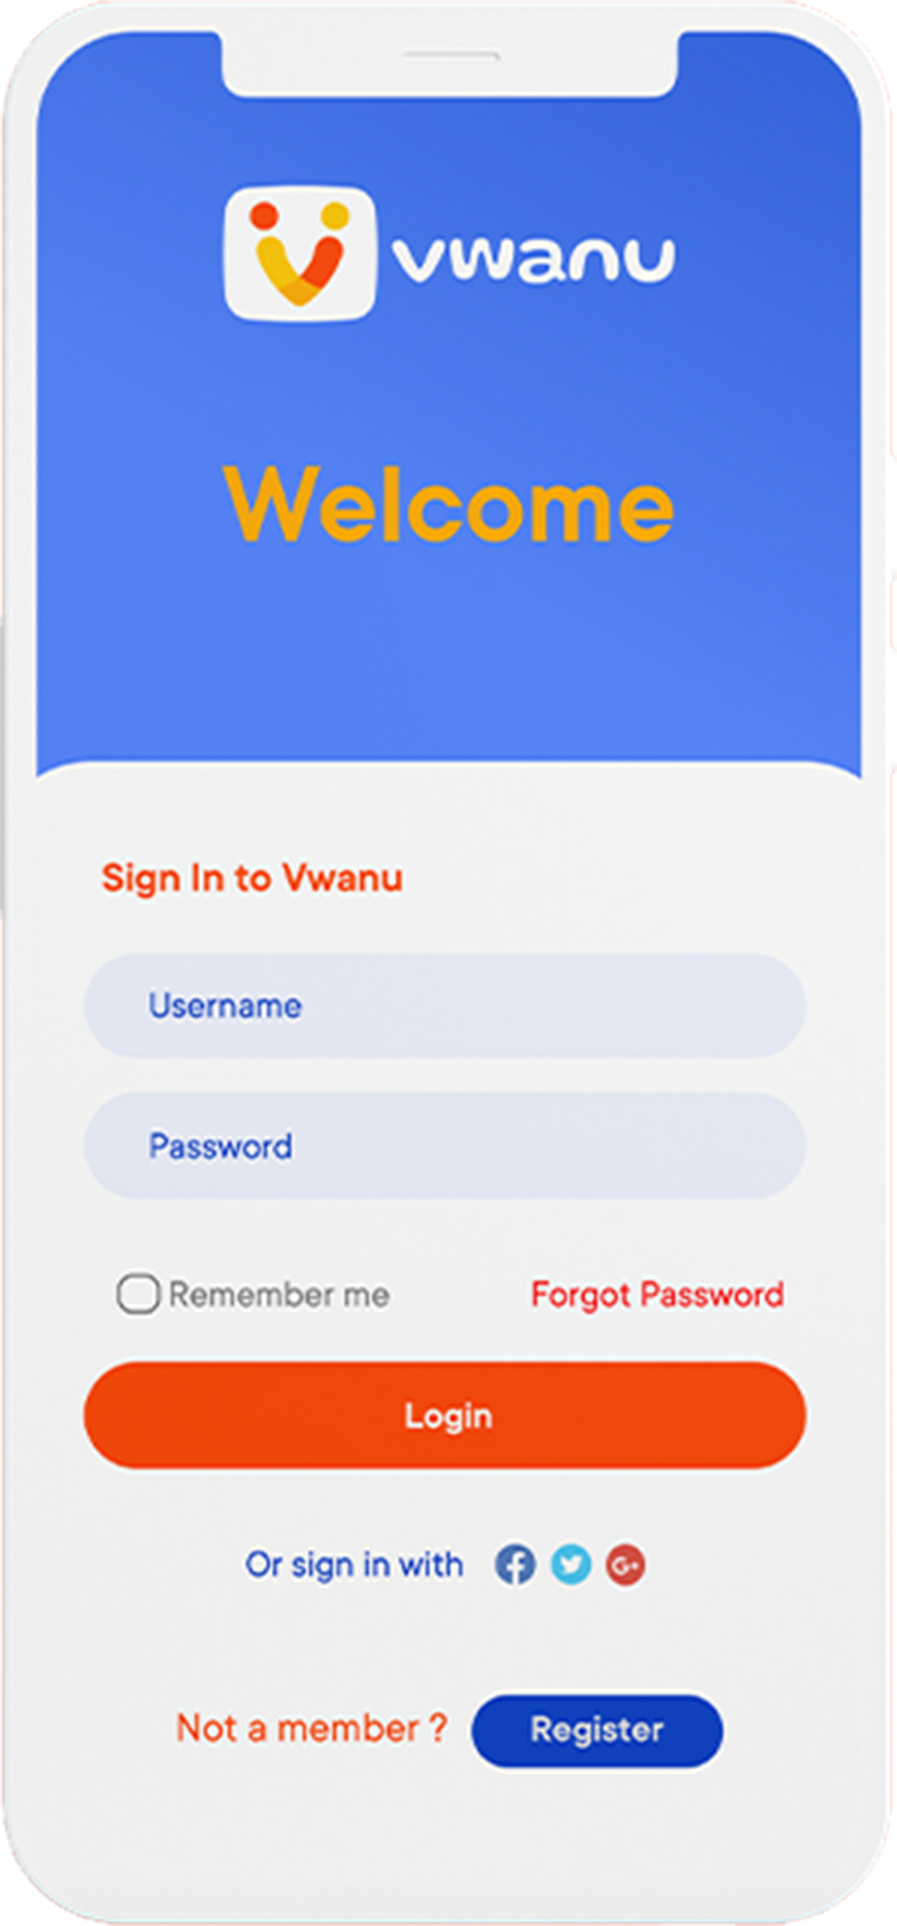 vwanu
Welcome
Sign In to Vwanu
Username
Password
Remember me Forgot Password
Login
Or sign in with
Not a member ? Register